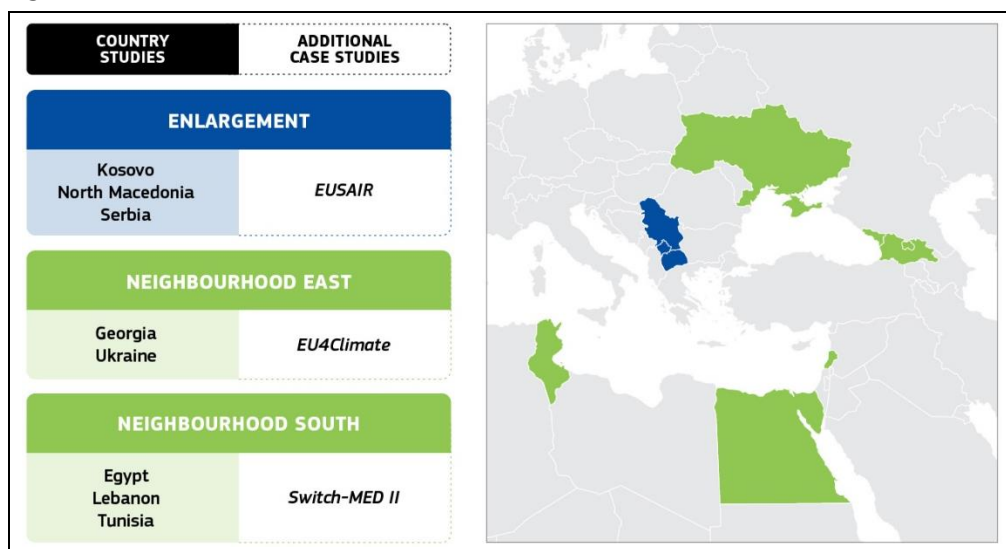 COUNTRY
STUDIES
ADDITIONAL
CASE STUDIES
ENLARGEMENT
Kosovo
North Macedonia
Serbia
EUSAIR
NEIGHBOURHOOD EAST
Georgia
Ukraine
EU4Climate
NEIGHBOURHOOD SOUTH
Egypt
Lebanon
Tunisia
Switch-MED II